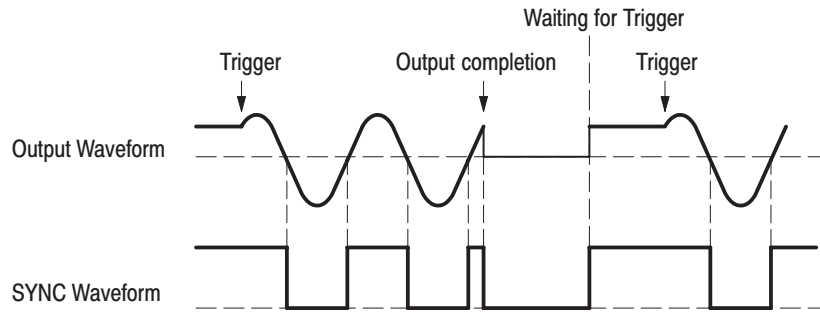 Waiting for Trigger
Trigger
Output completion
Trigger
Output Waveform
SYNC Waveform